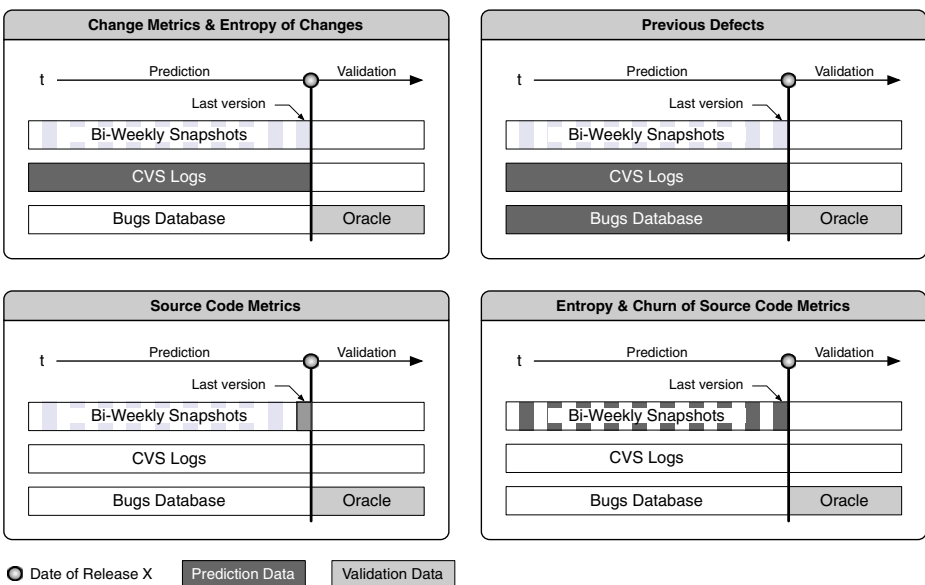 Change Metrics & Entropy of Changes
t
Prediction
Validation
Last version
Bi-Weekly Snapshots
CVS Logs
Bugs Database
Oracle
Previous Defects
t
Prediction
Validation
Last version
Bi-Weekly Snapshots
CVS Logs
Bugs Database
Oracle
Source Code Metrics
t
Prediction
Validation
Last version
Bi-Weekly Snapshots
CVS Logs
Bugs Database
Oracle
Entropy & Churn of Source Code Metrics
t
Prediction
Validation
Last version
Bi-Weekly Snapshots
CVS Logs
Bugs Database
Oracle
Date of Release X
Prediction Data
Validation Data